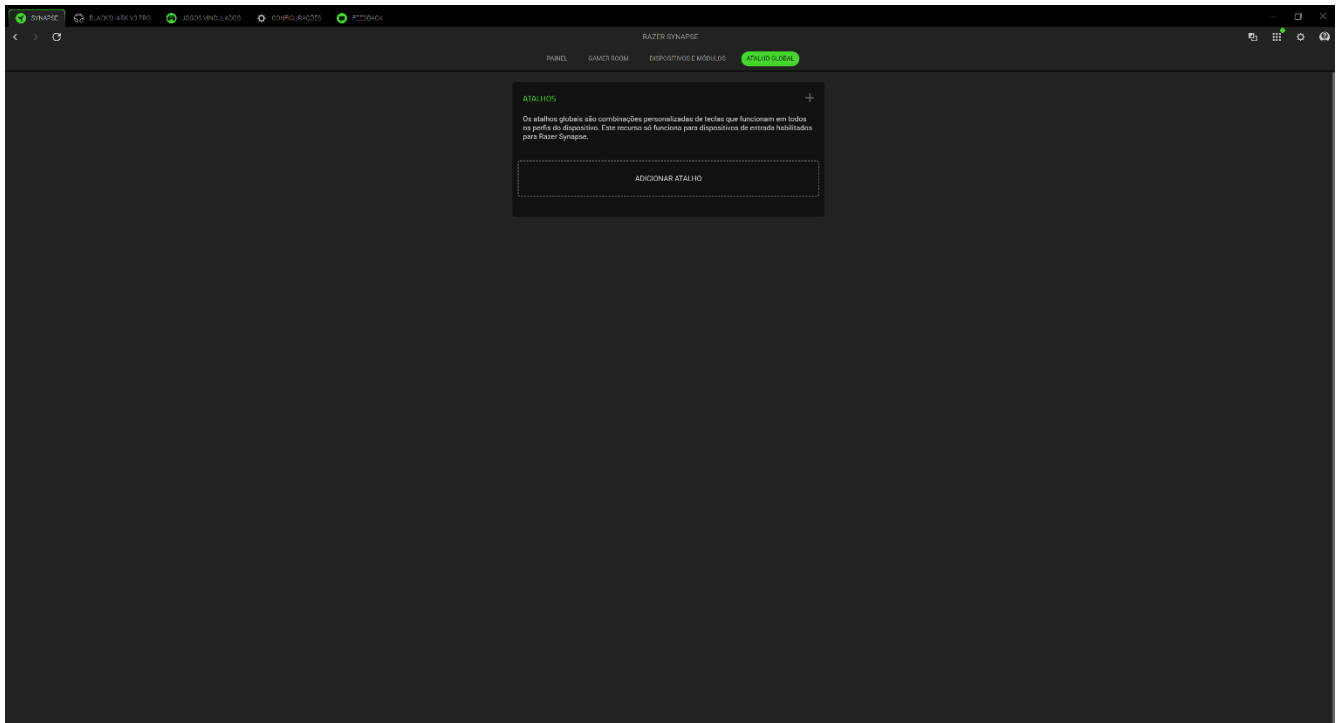 SYNAPSE BLACKSHARK V3 PRO JOGOS VINCULADOS CONFIGURAÇÕES FEEDBACK
RAZER SYNAPSE
PAINEL GAMER ROOM DISPOSITIVOS E MÓDULOS ATALHO GLOBAL
ATALHOS
Os atalhos globais são combinações personalizadas de teclas que funcionam em todos
os perfis do dispositivo. Este recurso só funciona para dispositivos de entrada habilitados
para Razer Synapse.
ADICIONAR ATALHO